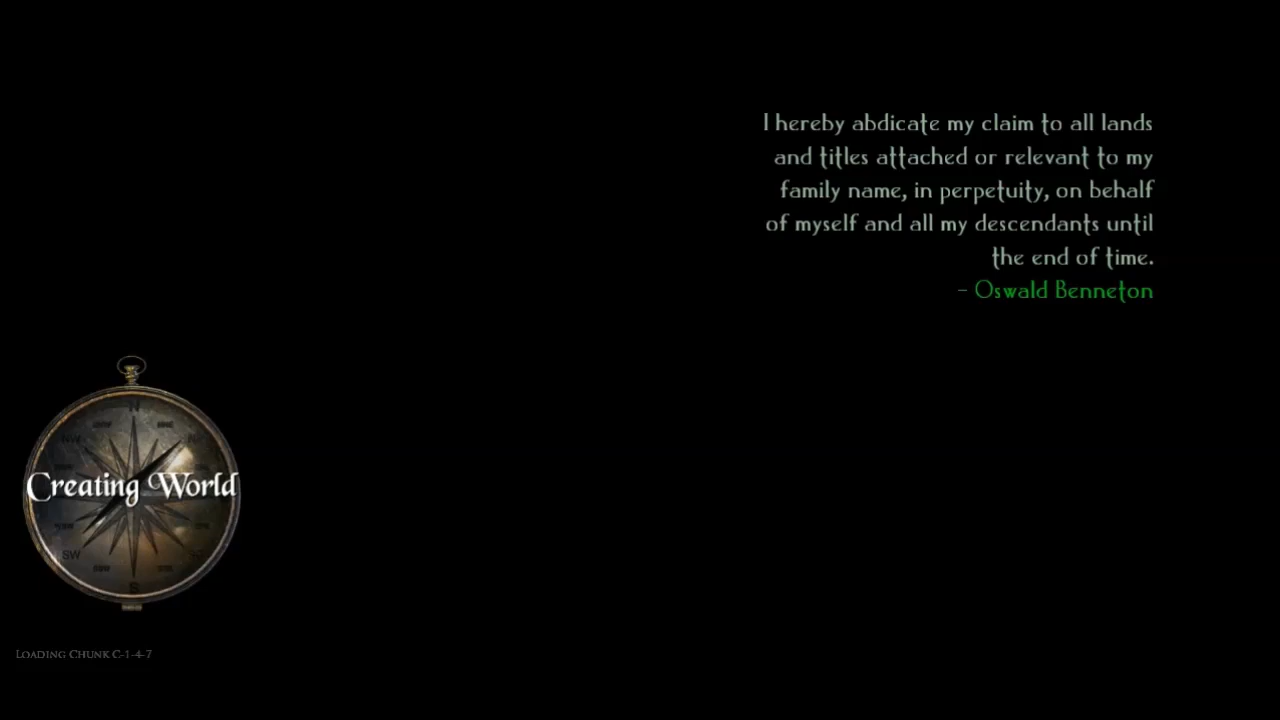 I hereby abdicate my claim to all lands
and titles attached or relevant to my
family name, in perpetuity, on behalf
of myself and all my descendants until
the end of time.
- Oswald Benneton
N
Creating World
SW
S
Loading Chunk C-1-4-7